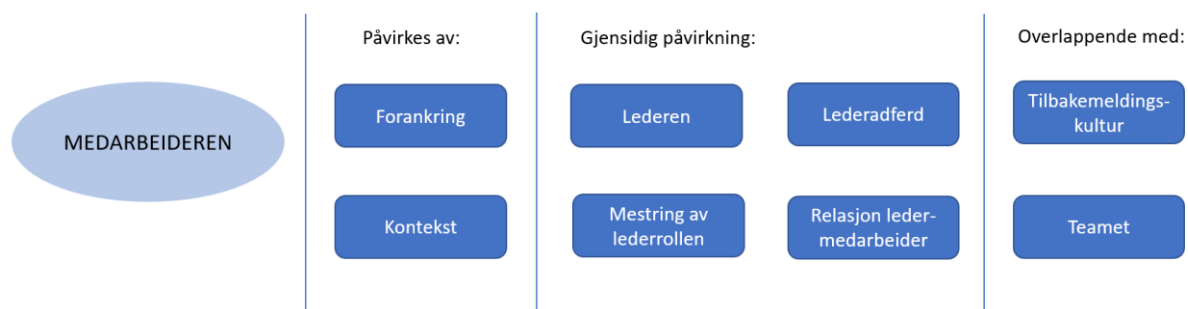 Påvirkes av:
Gjensidig påvirkning:
Overlappende med:
MEDARBEIDEREN
Forankring
Lederen
Lederadferd
Tilbakemeldings-
kultur
Kontekst
Mestring av
lederrollen
Relasjon leder-
medarbeider
Teamet